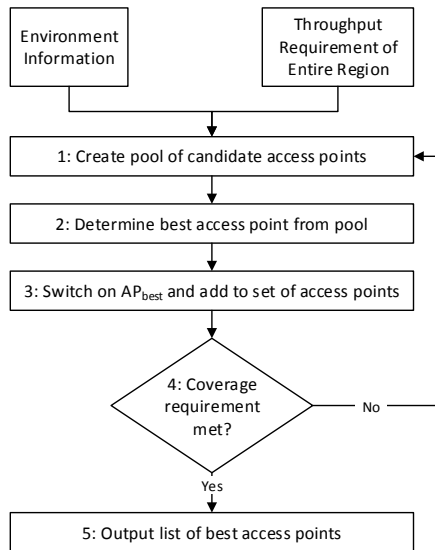 Environment
Information
Throughput
Requirement of
Entire Region
1: Create pool of candidate access points
2: Determine best access point from pool
3: Switch on APbest and add to set of access points
4: Coverage
requirement
met?
No
Yes
5: Output list of best access points